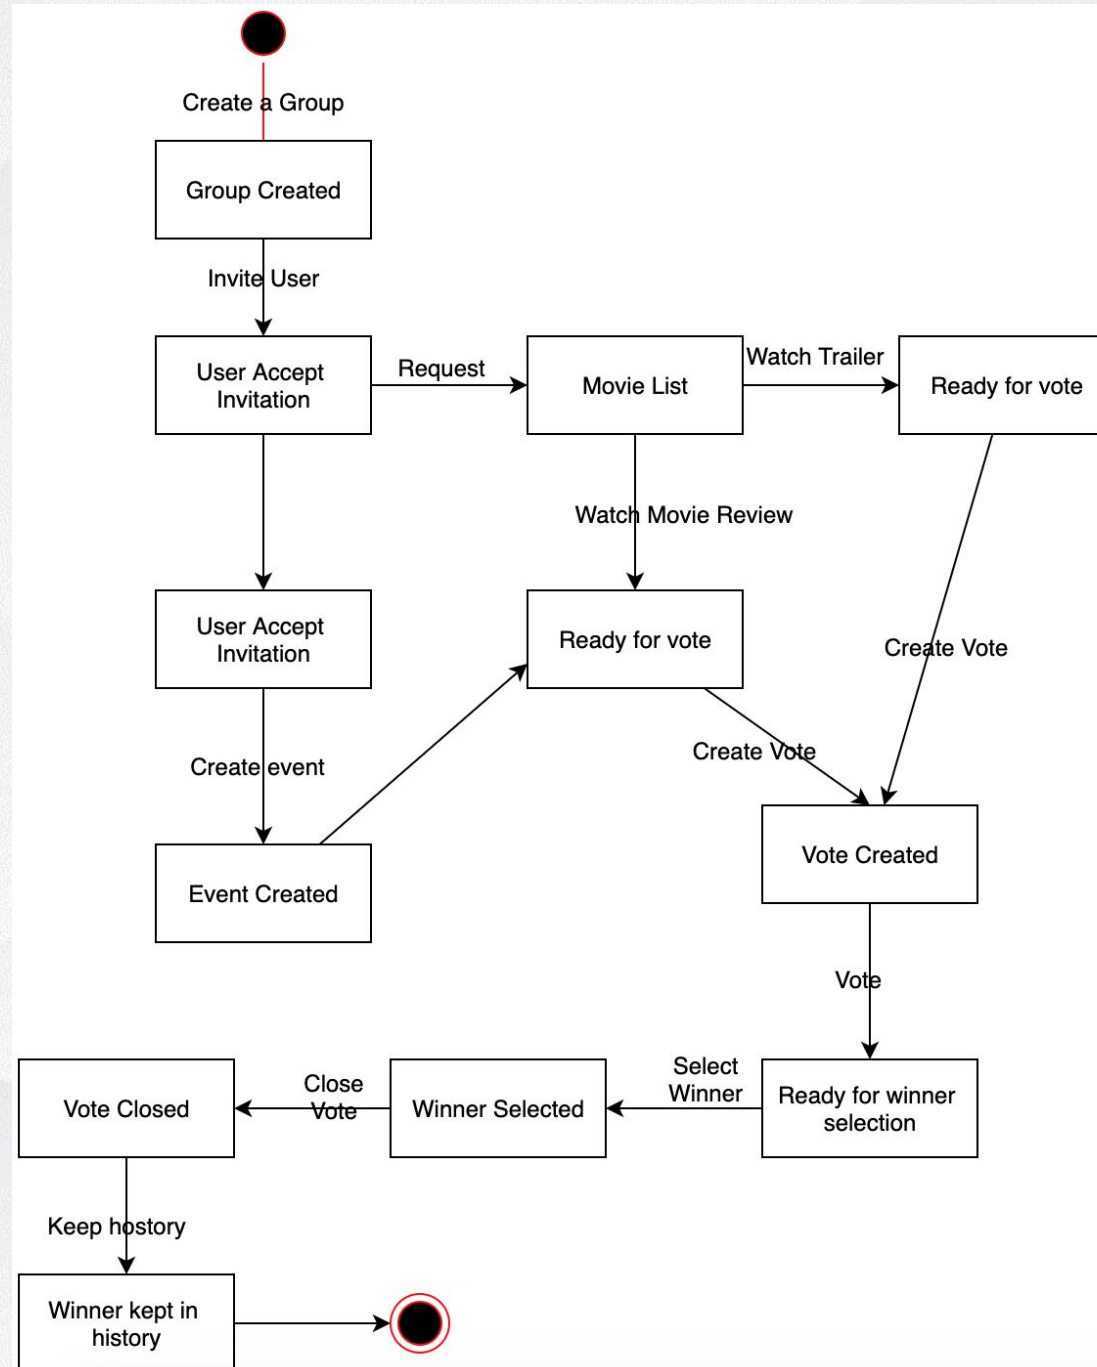 Create a Group
Group Created
Invite User
User Accept
Invitation
Request
Movie List
Watch Trailer
Ready for vote
Watch Movie Review
User Accept
Invitation
Ready for vote
Create Vote
Create Vote
Create event
Event Created
Vote Created
Vote
Ready for winner
selection
Select
Winner
Winner Selected
Close
Vote
Vote Closed
Keep hostory
Winner kept in
history